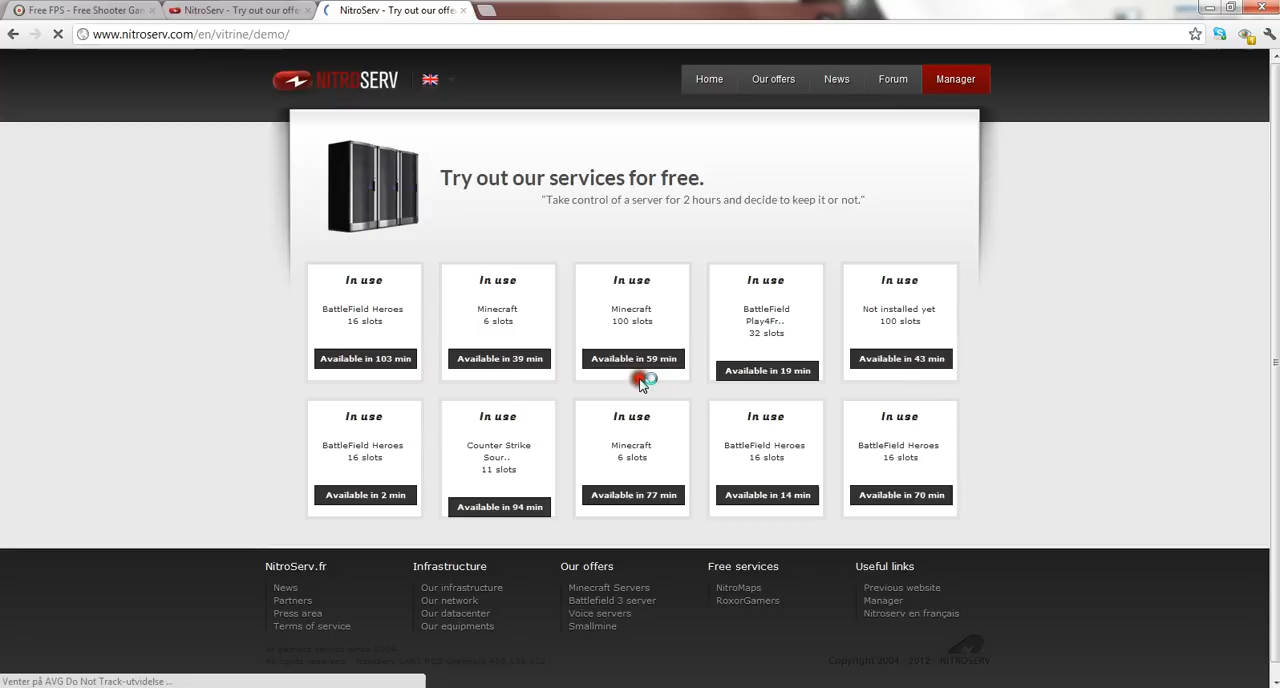 Free FPS - Free Shooter Gam
NitroServ - Try out our offe
NitroServ - Try out our offe
www.nitroserv.com/en/vitrine/demo/
NITROSERV
Home
Our offers
News
Forum
Manager
Try out our services for free.
"Take control of a server for 2 hours and decide to keep it or not."
In use
BattleField Heroes
16 slots
Available in 103 min
In use
Minecraft
6 slots
Available in 39 min
In use
Minecraft
100 slots
Available in 59 min
In use
BattleField
Play4Fr..
32 slots
Available in 19 min
In use
Not installed yet
100 slots
Available in 43 min
In use
BattleField Heroes
16 slots
Available in 2 min
In use
Counter Strike
Sour..
11 slots
Available in 94 min
In use
Minecraft
6 slots
Available in 77 min
In use
BattleField Heroes
16 slots
Available in 14 min
In use
BattleField Heroes
16 slots
Available in 70 min
NitroServ.fr
News
Partners
Press area
Terms of service
Infrastructure
Our infrastructure
Our network
Our datacenter
Our equipments
Our offers
Minecraft Servers
Battlefield 3 server
Voice servers
Smallmine
Free services
NitroMaps
RoxorGamers
Useful links
Previous website
Manager
Nitroserv en français
Copyright 2004 - 2012 - NITROSERV
Venter på AVG Do Not Track-utvidelse ...